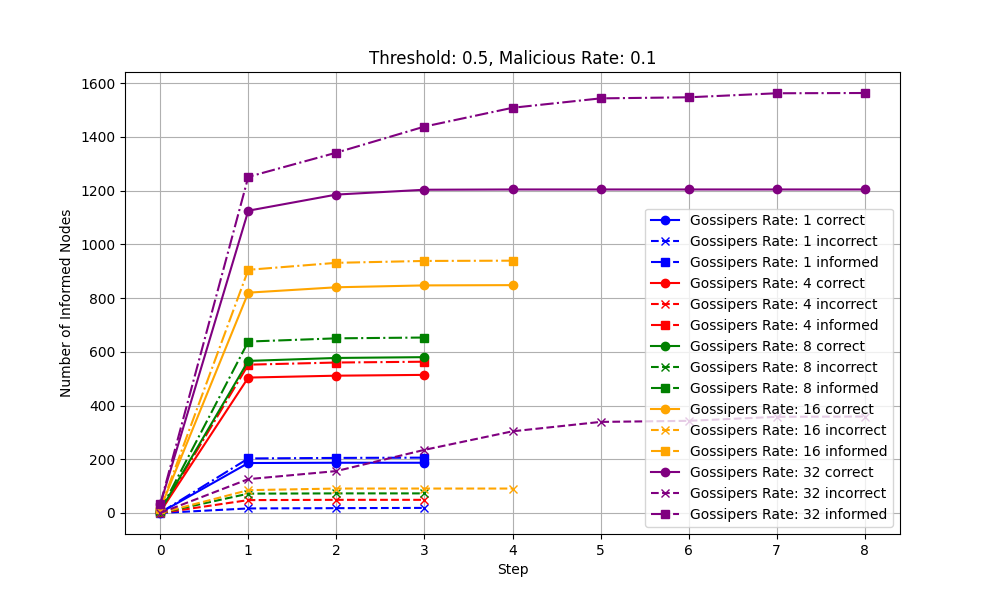 Threshold: 0.5, Malicious Rate: 0.1
Number of Informed Nodes
1600
1400
1200
1000
800
600
400
200
0
Gossipers Rate: 1 correct
Gossipers Rate: 1 incorrect
Gossipers Rate: 1 informed
Gossipers Rate: 4 correct
Gossipers Rate: 4 incorrect
Gossipers Rate: 4 informed
Gossipers Rate: 8 correct
Gossipers Rate: 8 incorrect
Gossipers Rate: 8 informed
Gossipers Rate: 16 correct
Gossipers Rate: 16 incorrect
Gossipers Rate: 16 informed
Gossipers Rate: 32 correct
Gossipers Rate: 32 incorrect
Gossipers Rate: 32 informed
0 1 2 3 4 5 6 7 8
Step